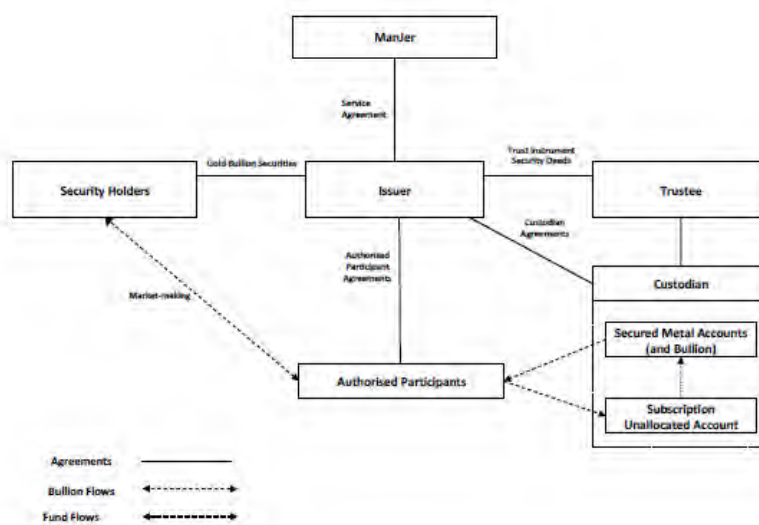 ManJer
Service
Agreement
Gold Bullion Securities
Trust Instrument
Security Deeds
Security Holders
Issuer
Trustee
Custodian
Agreements
Authorised
Participant
Agreements
Custodian
Market-making
Secured Metal Accounts
(and Bullion)
Authorised Participants
Subscription
Unallocated Account
Agreements
Bullion Flows
Fund Flows